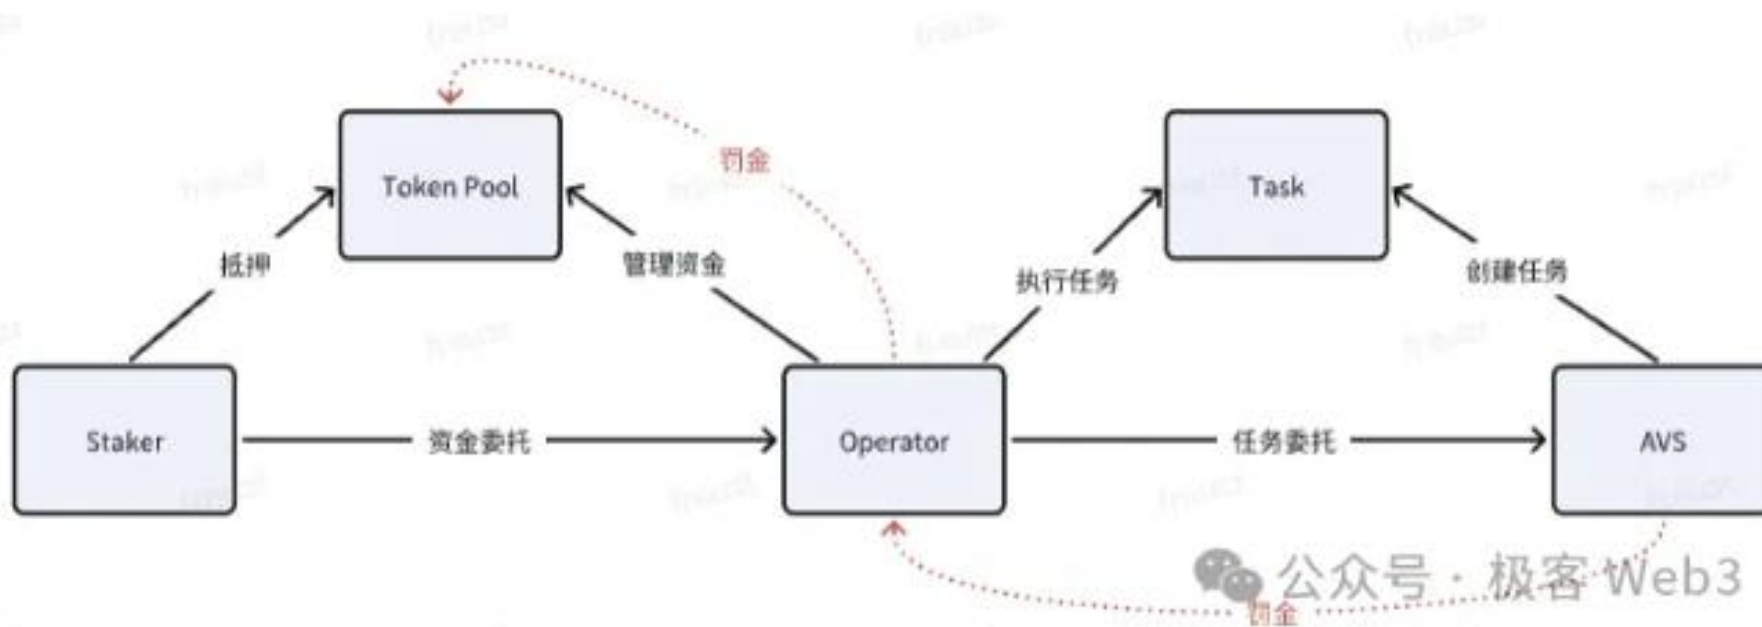 罚金
Token Pool
Task
抵押
管理资金
执行任务
创建任务
Staker
资金委托
Operator
任务委托
AVS
公众号 · 极客 Web3
罚金